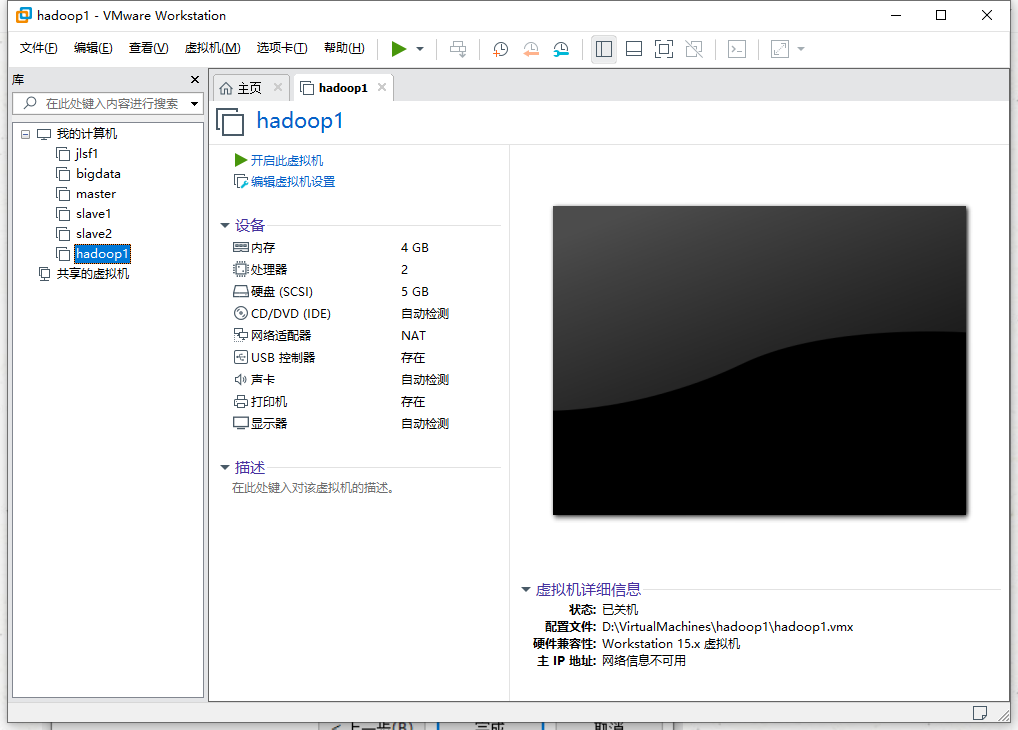 hadoop1 - VMware Workstation
文件(F) 编辑(E) 查看(V) 虚拟机(M) 选项卡(T) 帮助(H)
库
在此处键入内容进行搜索
我的计算机
jlsf1
bigdata
master
slave1
slave2
hadoop1
共享的虚拟机
主页 hadoop1
hadoop1
开启此虚拟机
编辑虚拟机设置
设备
内存 4 GB
处理器 2
硬盘 (SCSI) 5 GB
CD/DVD (IDE) 自动检测
网络适配器 NAT
USB 控制器 存在
声卡 自动检测
打印机 存在
显示器 自动检测
描述
在此处键入对该虚拟机的描述。
虚拟机详细信息
状态: 已关机
配置文件: D:\VirtualMachines\hadoop1\hadoop1.vmx
硬件兼容性: Workstation 15.x 虚拟机
主 IP 地址: 网络信息不可用
< 上一步(B) 完成 取消